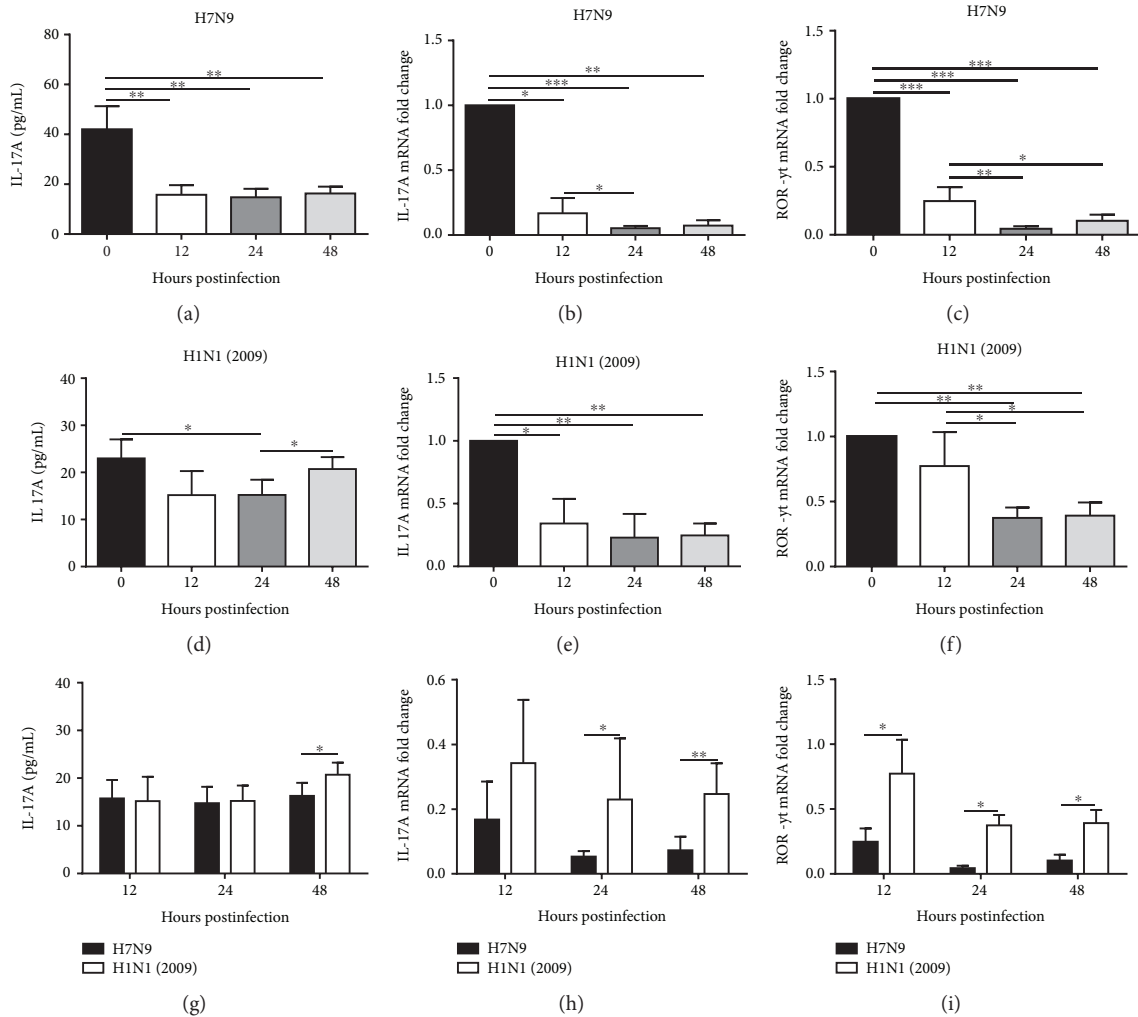 H7N9
IL-17A (pg/mL)
80
60
40
20
0
**
**
**
0 12 24 48
Hours postinfection
(a)
H7N9
IL-17A mRNA fold change
1.5
1.0
0.5
0.0
**
***
*
*
0 12 24 48
Hours postinfection
(b)
H7N9
ROR -yt mRNA fold change
1.5
1.0
0.5
0.0
***
***
***
*
**
0 12 24 48
Hours postinfection
(c)
H1N1 (2009)
IL 17A (pg/mL)
40
30
20
10
0
*
*
0 12 24 48
Hours postinfection
(d)
H1N1 (2009)
IL 17A mRNA fold change
1.5
1.0
0.5
0.0
**
**
*
0 12 24 48
Hours postinfection
(e)
H1N1 (2009)
ROR -yt mRNA fold change
1.5
1.0
0.5
0.0
**
**
*
*
0 12 24 48
Hours postinfection
(f)
IL-17A (pg/mL)
40
30
20
10
0
*
12 24 48
Hours postinfection
H7N9
H1N1 (2009)
(g)
IL-17A mRNA fold change
0.6
0.4
0.2
0.0
*
**
12 24 48
Hours postinfection
H7N9
H1N1 (2009)
(h)
ROR -yt mRNA fold change
1.5
1.0
0.5
0.0
*
*
*
12 24 48
Hours postinfection
H7N9
H1N1 (2009)
(i)